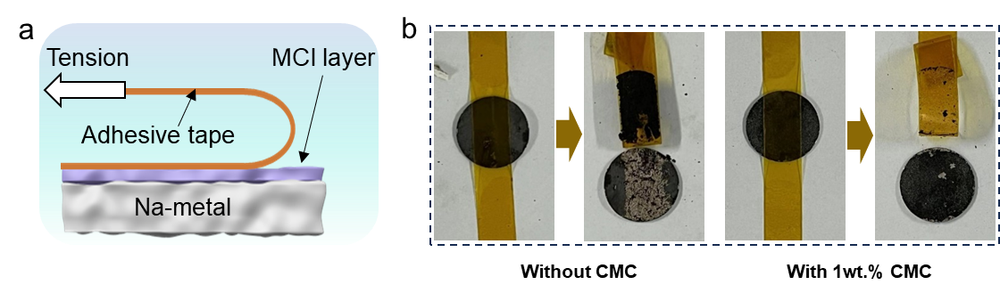 a
Tension
MCI layer
Adhesive tape
Na-metal
b
Without CMC
With 1wt.% CMC